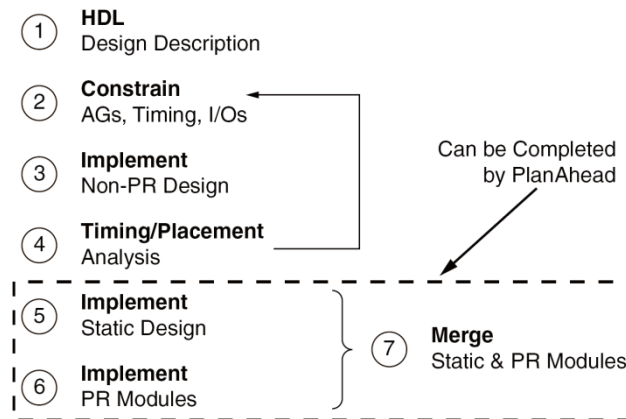 1
HDL
Design Description
2
Constrain
AGs, Timing, I/Os
3
Implement
Non-PR Design
Can be Completed
by PlanAhead
4
Timing/Placement
Analysis
5
Implement
Static Design
6
Implement
PR Modules
7
Merge
Static & PR Modules